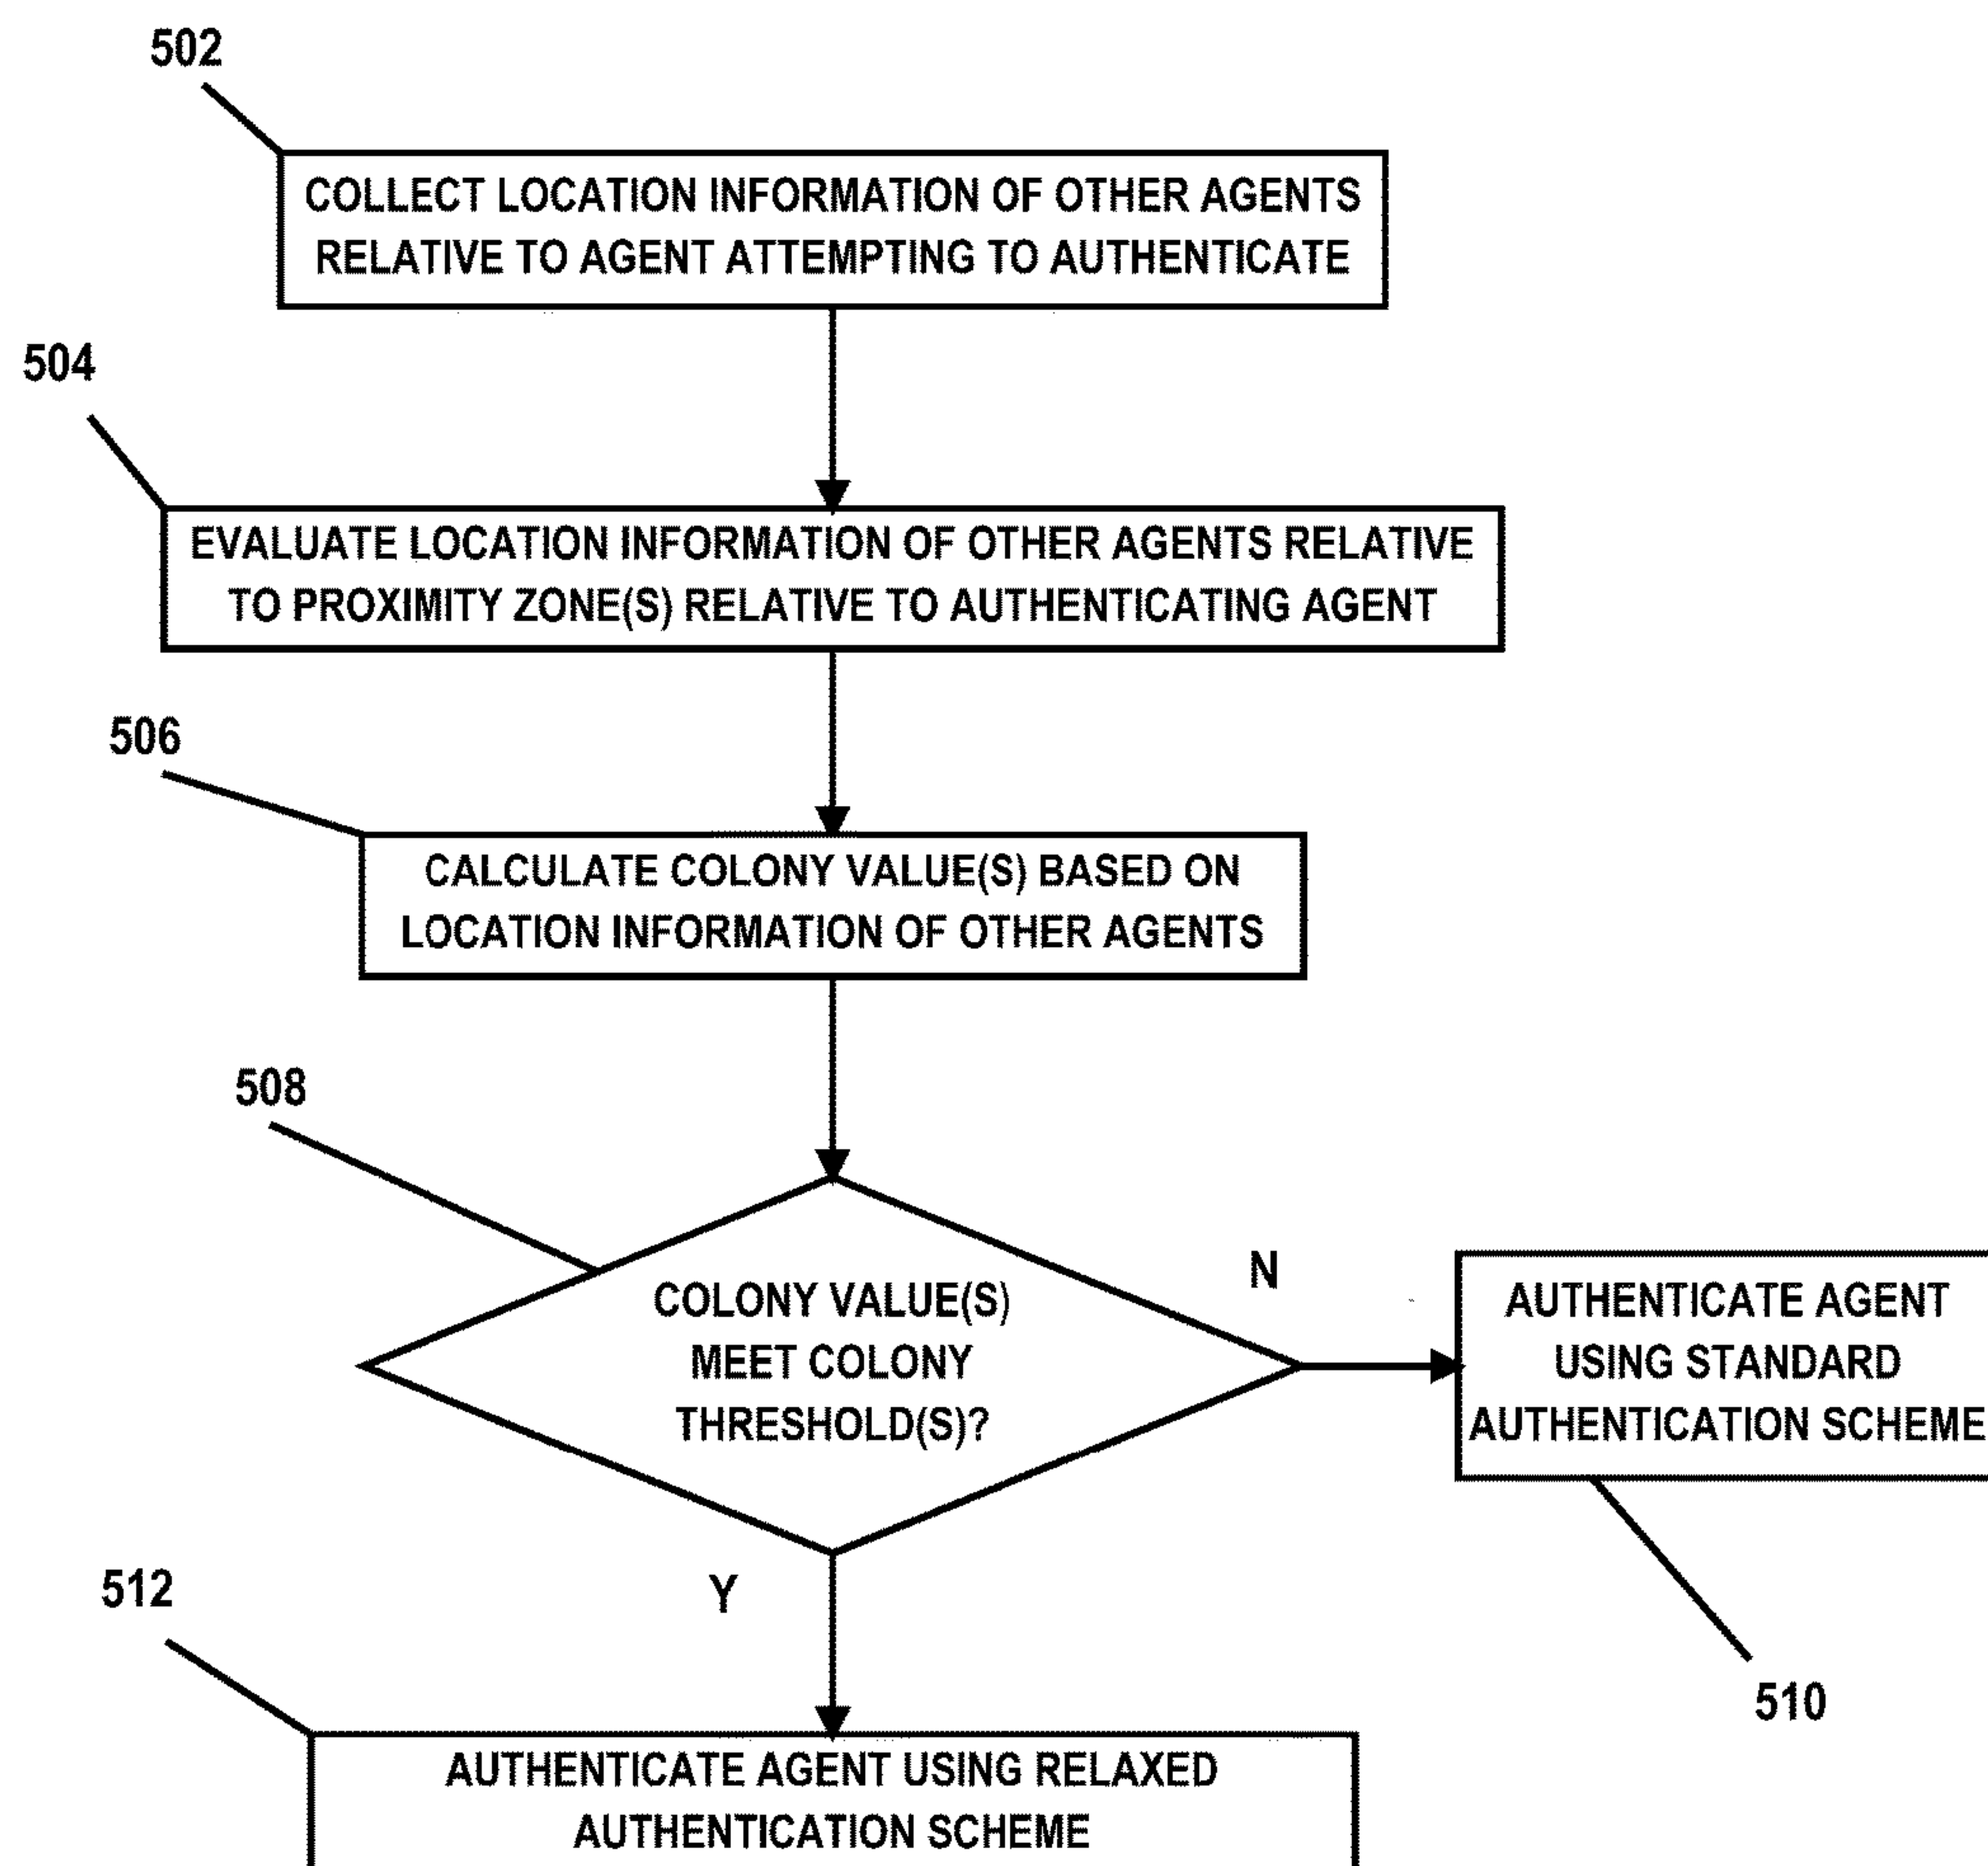 502
COLLECT LOCATION INFORMATION OF OTHER AGENTS
RELATIVE TO AGENT ATTEMPTING TO AUTHENTICATE
504
EVALUATE LOCATION INFORMATION OF OTHER AGENTS RELATIVE
TO PROXIMITY ZONE(S) RELATIVE TO AUTHENTICATING AGENT
506
CALCULATE COLONY VALUE(S) BASED ON
LOCATION INFORMATION OF OTHER AGENTS
508
COLONY VALUE(S)
MEET COLONY
THRESHOLD(S)?
N
AUTHENTICATE AGENT
USING STANDARD
AUTHENTICATION SCHEME
510
Y
512
AUTHENTICATE AGENT USING RELAXED
AUTHENTICATION SCHEME